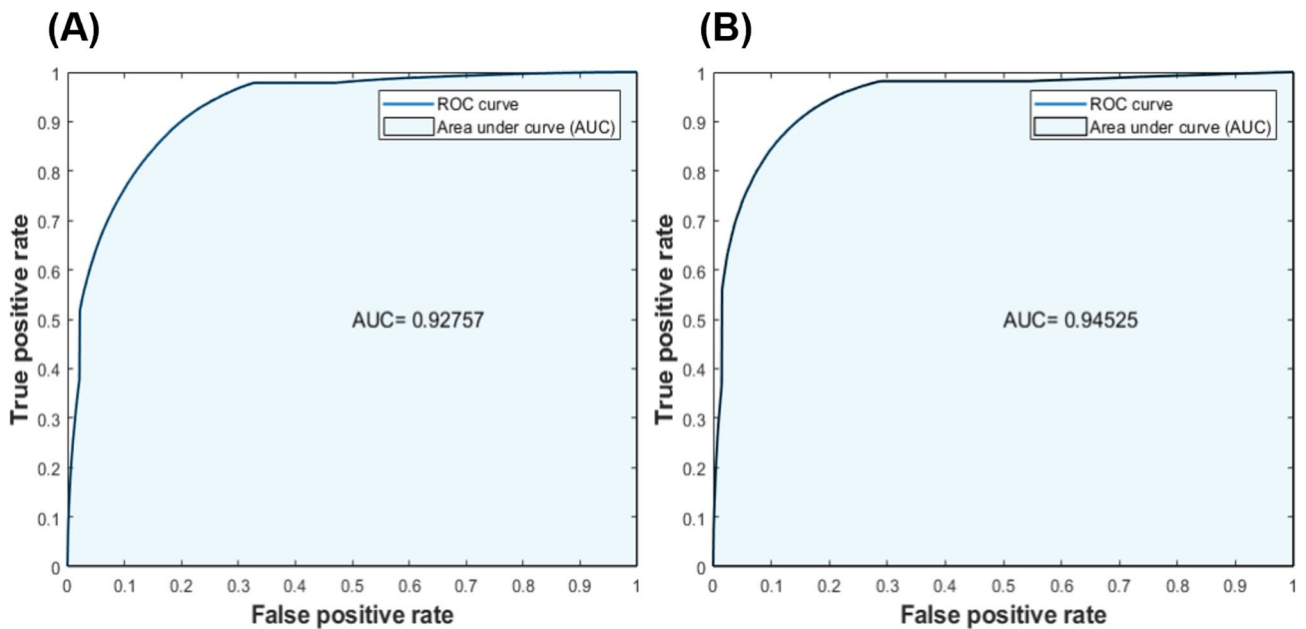 (A)
1
0.9
0.8
0.7
0.6
0.5
0.4
0.3
0.2
0.1
0
True positive rate
ROC curve
Area under curve (AUC)
AUC= 0.92757
0 0.1 0.2 0.3 0.4 0.5 0.6 0.7 0.8 0.9 1
False positive rate
(B)
1
0.9
0.8
0.7
0.6
0.5
0.4
0.3
0.2
0.1
0
True positive rate
ROC curve
Area under curve (AUC)
AUC= 0.94525
0 0.1 0.2 0.3 0.4 0.5 0.6 0.7 0.8 0.9 1
False positive rate